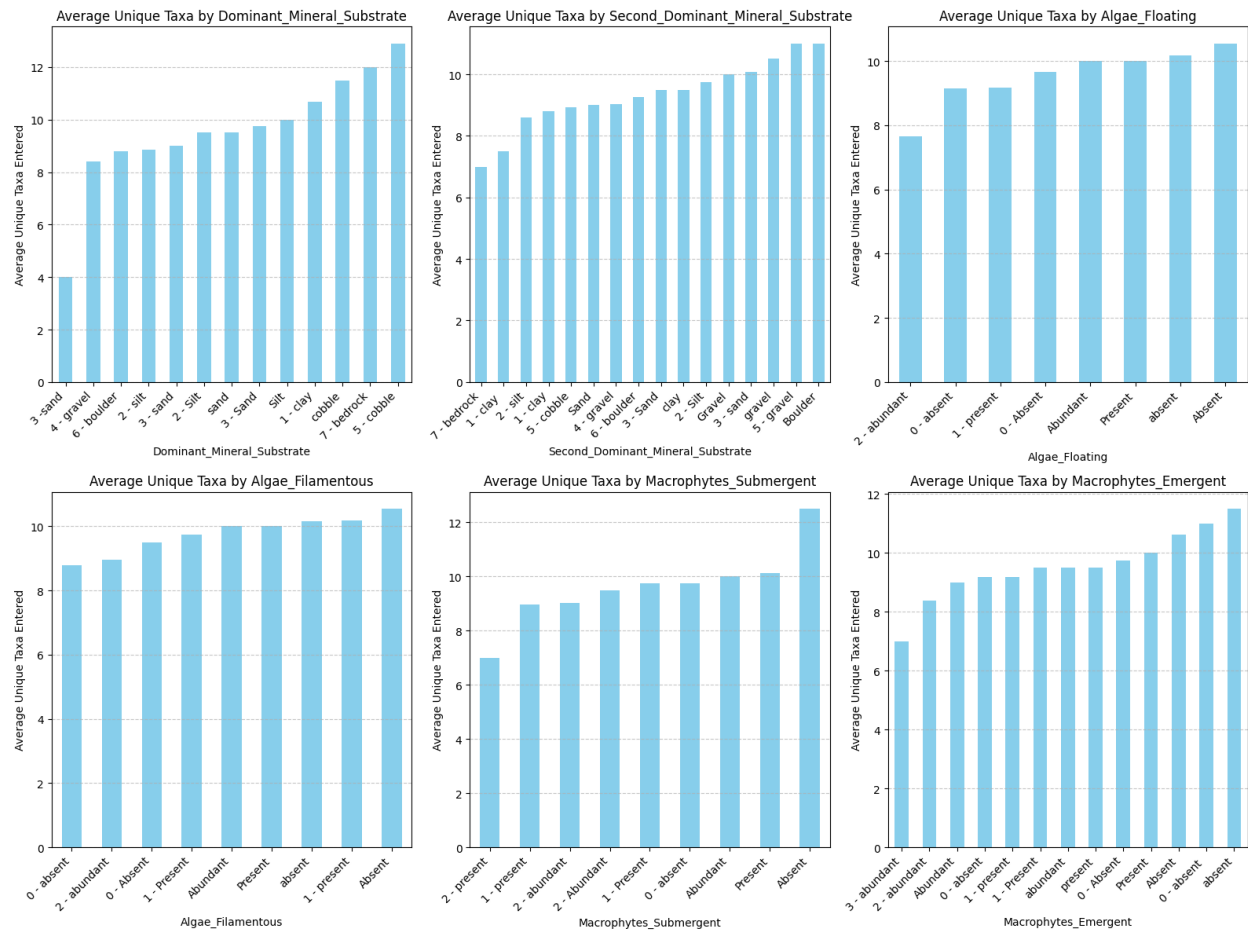 Average Unique Taxa by Dominant_Mineral_Substrate
Average Unique Taxa Entered
12
10
8
6
4
2
0
3 -sand
4 - gravel
6 - boulder
2 - silt
3 - sand
2 - Silt
sand
3 - Sand
Silt
1 - clay
cobble
7 - bedrock
5 - cobble
Dominant_Mineral_Substrate
Average Unique Taxa by Second_Dominant_Mineral_Substrate
Average Unique Taxa Entered
10
8
6
4
2
0
7 - bedrock
1 - clay
2 - silt
1 - clay
5 - cobble
Sand
4 - gravel
6 - boulder
3 - Sand
clay
2 - Silt
Gravel
3 - sand
gravel
5 - gravel
Boulder
Second_Dominant_Mineral_Substrate
Average Unique Taxa by Algae_Floating
Average Unique Taxa Entered
10
8
6
4
2
0
2 - abundant
0 - absent
1 - present
0 - Absent
Abundant
Present
absent
Absent
Algae_Floating
Average Unique Taxa by Algae_Filamentous
Average Unique Taxa Entered
10
8
6
4
2
0
0 - absent
2 - abundant
0 - Absent
1 - Present
Abundant
Present
absent
1 - present
Absent
Algae_Filamentous
Average Unique Taxa by Macrophytes_Submergent
Average Unique Taxa Entered
12
10
8
6
4
2
0
2 - present
1 - present
2 - abundant
2 - Abundant
1 - Present
0 - absent
Abundant
Present
Absent
Macrophytes_Submergent
Average Unique Taxa by Macrophytes_Emergent
Average Unique Taxa Entered
12
10
8
6
4
2
0
3 - abundant
2 - abundant
Abundant
0 - absent
1 - present
1 - Present
abundant
present
0 - Absent
Present
Absent
0 - absent
absent
Macrophytes_Emergent